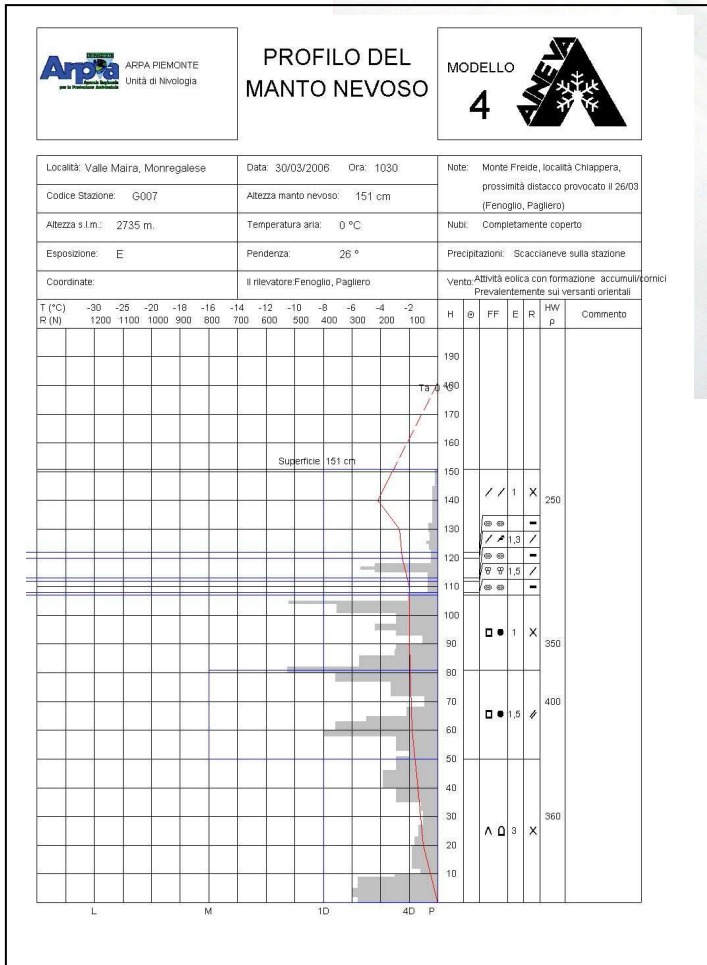 Arpa
ARPA PIEMONTE
Unità di Nivologia
PROFILO DEL
MANTO NEVOSO
MODELLO
4
AINEVA
Località: Valle Maira, Monregalese
Data: 30/03/2006 Ora: 1030
Note: Monte Freide, località Chiappera,
prossimità distacco provocato il 26/03
(Fenoglio, Pagliero)
Codice Stazione: G007
Altezza manto nevoso: 151 cm
Altezza s.l.m.: 2735 m.
Temperatura aria: 0 °C
Nubi: Completamente coperto
Esposizione: E
Pendenza: 26 °
Precipitazioni: Scaccianeve sulla stazione
Coordinate:
Il rilevatore:Fenoglio, Pagliero
Vento: Attività eolica con formazione accumuli/cornici
Prevalentemente sui versanti orientali
T (°C) -30 -25 -20 -18 -16 -14 -12 -10 -8 -6 -4 -2
R (N) 1200 1100 1000 900 800 700 600 500 400 300 200 100
H FF E R HW ρ Commento
190
Ta 0 °C
170
160
Superficie 151 cm
150
140 / / 1 X 250
130
1,3 /
120
1,5 /
110
100
90 1 X 350
80
70 400
60 1,5
50
40
30 360
20 3 X
10
L M 1D 4D P